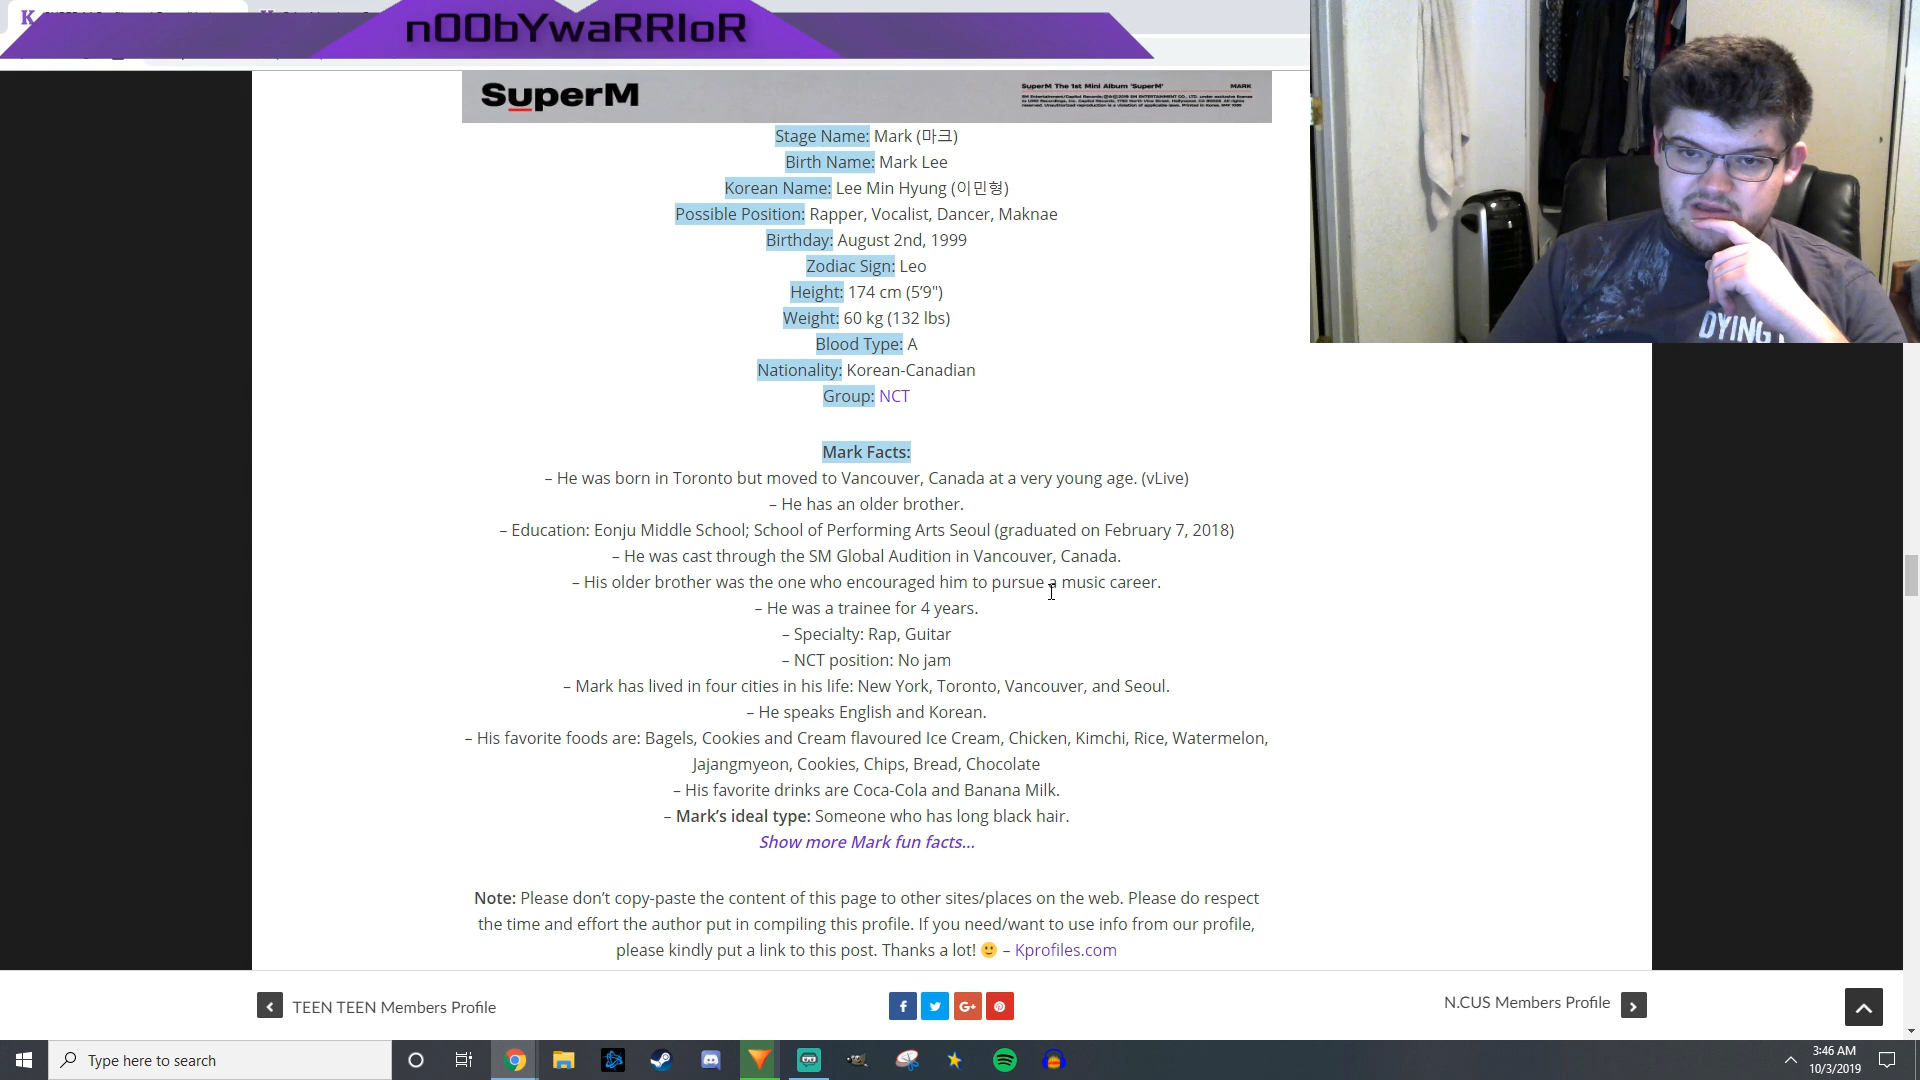 n00bYwaRRIoR
SuperM
SuperM The 1st Mini Album 'SuperM'
MARK
Stage Name: Mark (마크)
Birth Name: Mark Lee
Korean Name: Lee Min Hyung (이민형)
Possible Position: Rapper, Vocalist, Dancer, Maknae
Birthday: August 2nd, 1999
Zodiac Sign: Leo
Height: 174 cm (5’9")
Weight: 60 kg (132 lbs)
Blood Type: A
Nationality: Korean-Canadian
Group: NCT
Mark Facts:
– He was born in Toronto but moved to Vancouver, Canada at a very young age. (vLive)
– He has an older brother.
– Education: Eonju Middle School; School of Performing Arts Seoul (graduated on February 7, 2018)
– He was cast through the SM Global Audition in Vancouver, Canada.
– His older brother was the one who encouraged him to pursue a music career.
– He was a trainee for 4 years.
– Specialty: Rap, Guitar
– NCT position: No jam
– Mark has lived in four cities in his life: New York, Toronto, Vancouver, and Seoul.
– He speaks English and Korean.
– His favorite foods are: Bagels, Cookies and Cream flavoured Ice Cream, Chicken, Kimchi, Rice, Watermelon,
Jajangmyeon, Cookies, Chips, Bread, Chocolate
– His favorite drinks are Coca-Cola and Banana Milk.
– Mark’s ideal type: Someone who has long black hair.
Show more Mark fun facts…
Note: Please don’t copy-paste the content of this page to other sites/places on the web. Please do respect
the time and effort the author put in compiling this profile. If you need/want to use info from our profile,
please kindly put a link to this post. Thanks a lot! 🙂 – Kprofiles.com
TEEN TEEN Members Profile
N.CUS Members Profile
DYING
Type here to search
3:46 AM
10/3/2019